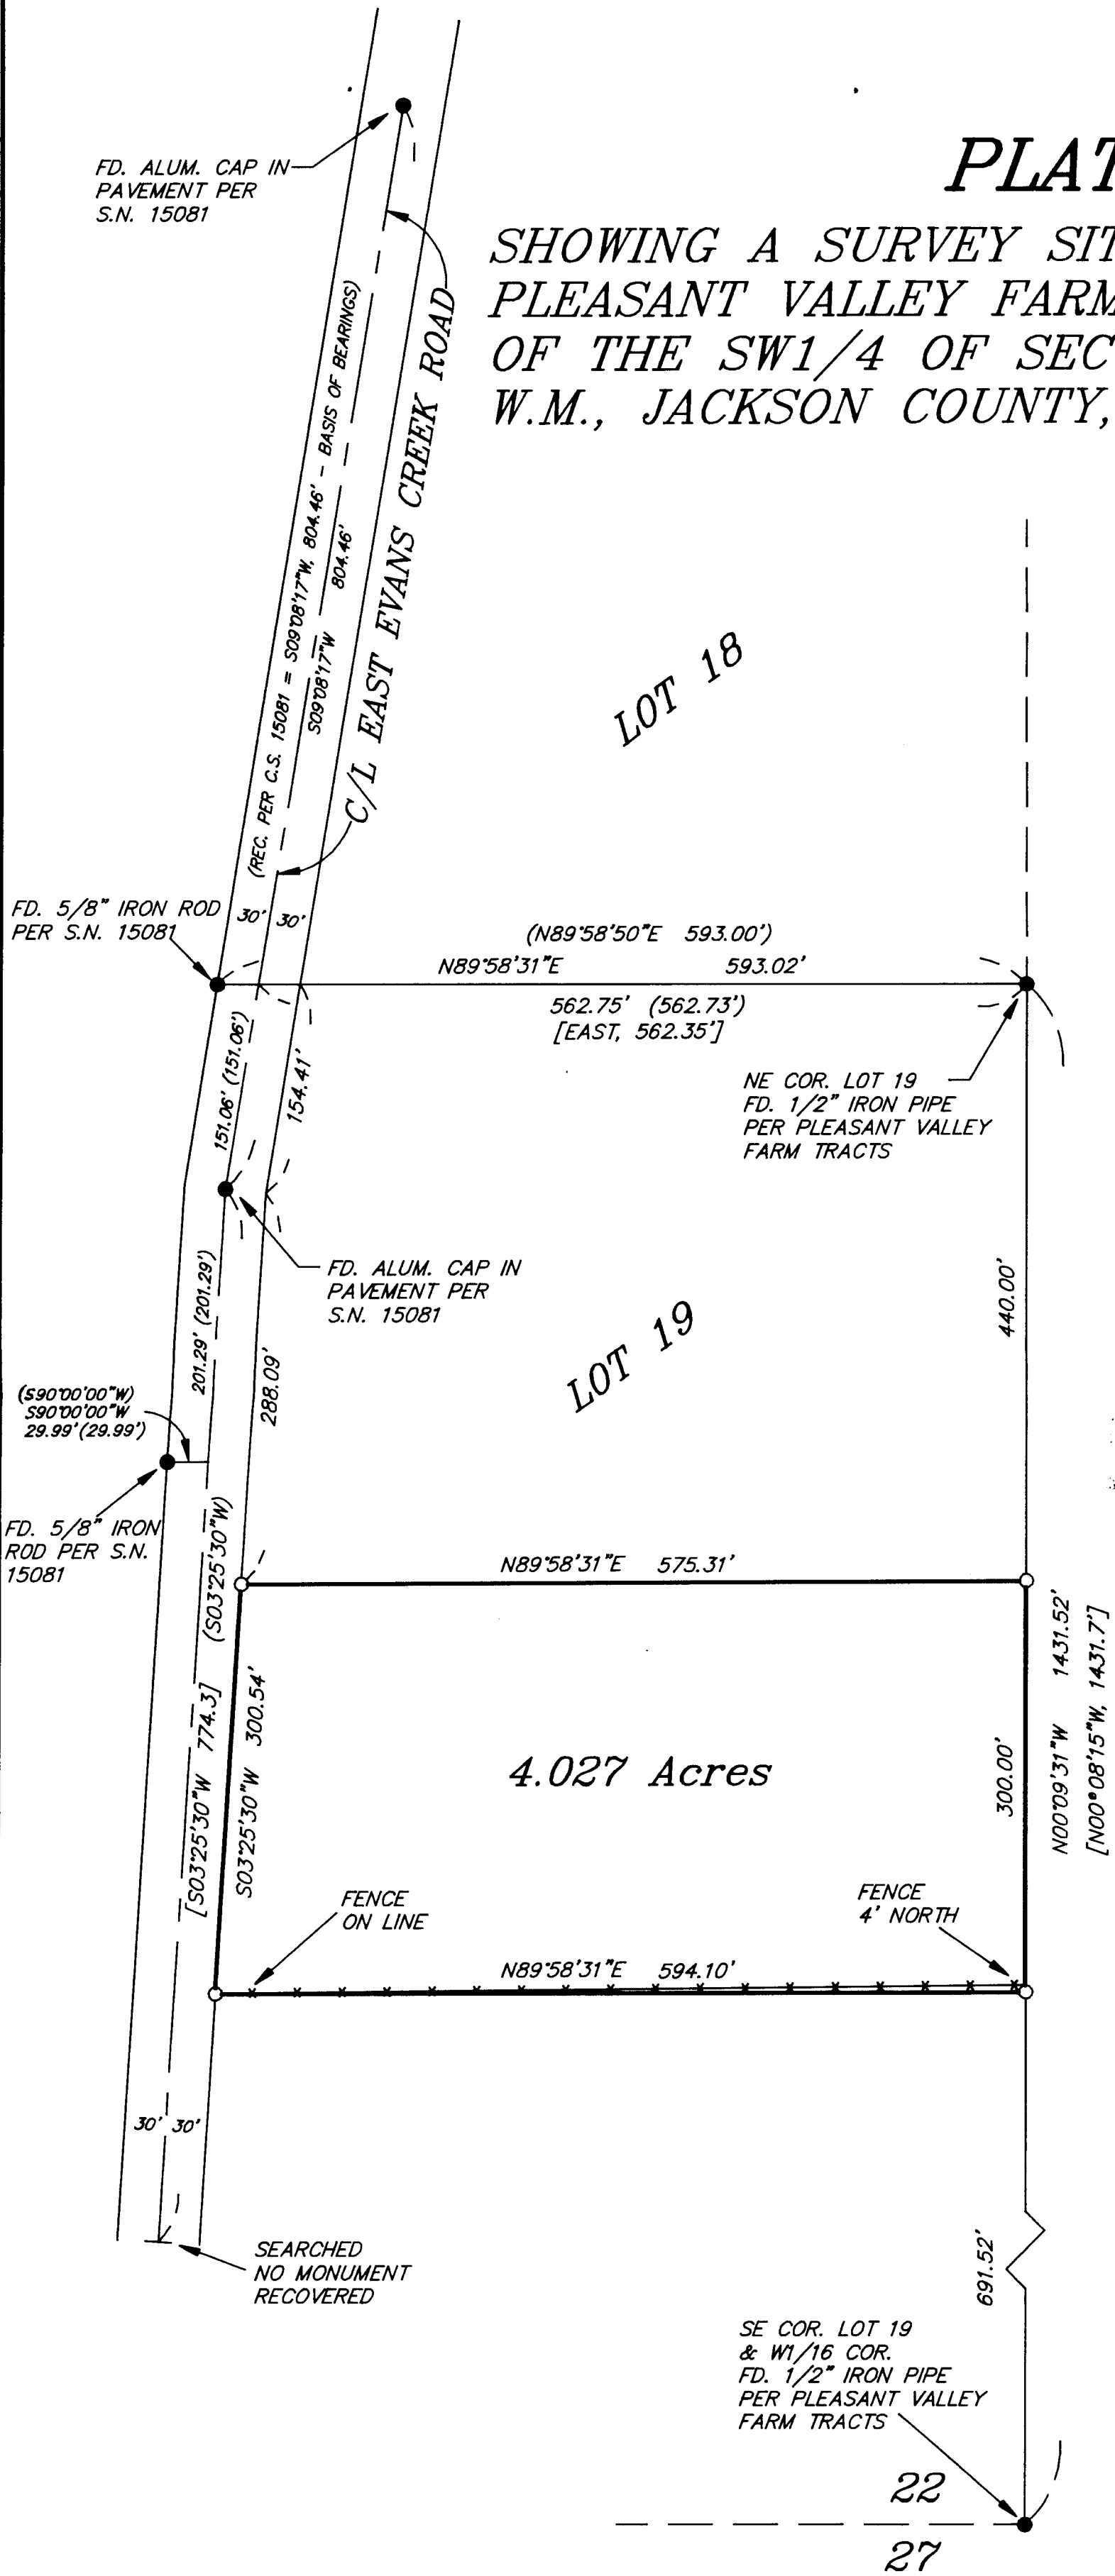 PLAT
SHOWING A SURVEY SIT
PLEASANT VALLEY FARM
OF THE SW1/4 OF SEC
W.M., JACKSON COUNTY,
FD. ALUM. CAP IN
PAVEMENT PER
S.N. 15081
(REC. PER C.S. 15081 = S09°08'17"W, 804.46' - BASIS OF BEARINGS)
S09°08'17"W 804.46'
C/L EAST EVANS CREEK ROAD
LOT 18
FD. 5/8" IRON ROD
PER S.N. 15081
30' 30'
(N89°58'50"E 593.00')
N89°58'31"E 593.02'
562.75' (562.73')
[EAST, 562.35']
151.06' (151.06')
154.41'
NE COR. LOT 19
FD. 1/2" IRON PIPE
PER PLEASANT VALLEY
FARM TRACTS
FD. ALUM. CAP IN
PAVEMENT PER
S.N. 15081
201.29' (201.29')
288.09'
LOT 19
440.00'
(S90°00'00"W)
S90°00'00"W
29.99'(29.99')
FD. 5/8" IRON
ROD PER S.N.
15081
(S03°25'30"W)
N89°58'31"E 575.31'
[S03°25'30"W 774.3]
S03°25'30"W 300.54'
4.027 Acres
300.00'
N00°09'31"W 1431.52'
[N00°08'15"W, 1431.7']
FENCE
ON LINE
FENCE
4' NORTH
N89°58'31"E 594.10'
30' 30'
SEARCHED
NO MONUMENT
RECOVERED
691.52'
SE COR. LOT 19
& W1/16 COR.
FD. 1/2" IRON PIPE
PER PLEASANT VALLEY
FARM TRACTS
22
27